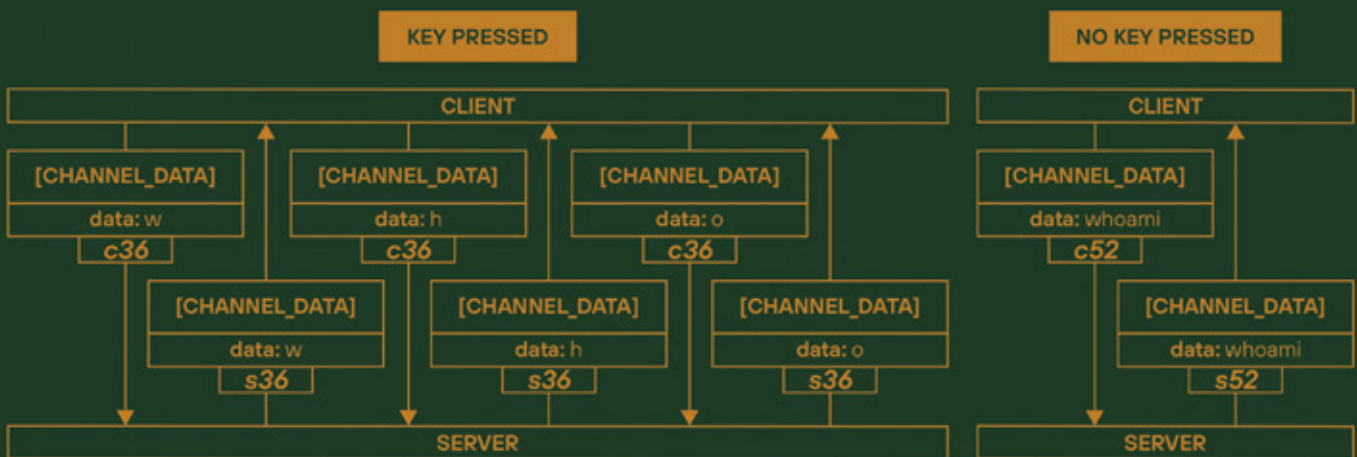 KEY PRESSED
NO KEY PRESSED
CLIENT
CLIENT
[CHANNEL_DATA]
[CHANNEL_DATA]
[CHANNEL_DATA]
[CHANNEL_DATA]
data: w
data: h
data: o
data: whoami
c36
c36
c36
c52
[CHANNEL_DATA]
[CHANNEL_DATA]
[CHANNEL_DATA]
[CHANNEL_DATA]
data: w
data: h
data: o
data: whoami
s36
s36
s36
s52
SERVER
SERVER